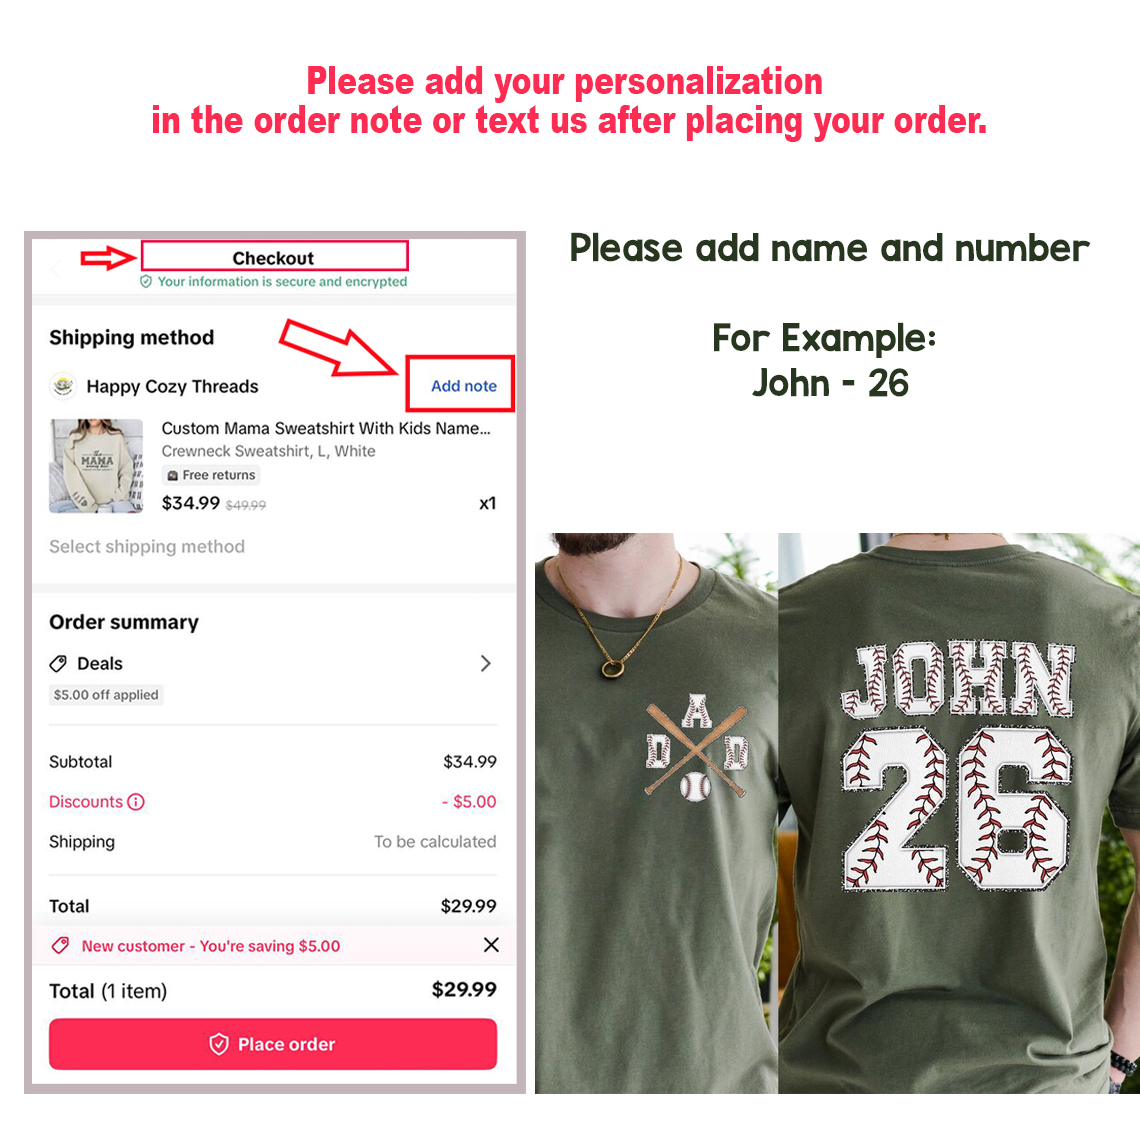 Please add your personalization
in the order note or text us after placing your order.
Checkout
Your information is secure and encrypted
Shipping method
Happy Cozy Threads
Add note
Custom Mama Sweatshirt With Kids Name...
Crewneck Sweatshirt, L, White
Free returns
$34.99 $49.99
x1
MAMA
Select shipping method
Order summary
Deals
$5.00 off applied
Subtotal
$34.99
Discounts
- $5.00
Shipping
To be calculated
Total
$29.99
New customer - You're saving $5.00
Total (1 item)
$29.99
Place order
Please add name and number
For Example:
John - 26
A
D D
JOHN
26